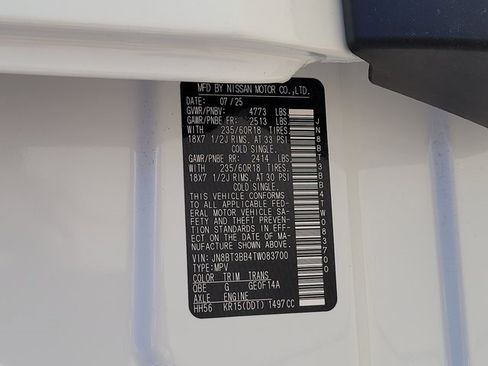 MFD BY NISSAN MOTOR CO.,LTD.
DATE: 07/25
GVWR/PNBV: 4773 LBS
GAWR/PNBE FR: 2513 LBS
WITH 235/60R18 TIRES
18X7 1/2J RIMS AT 33 PSI
COLD SINGLE.
GAWR/PNBE RR: 2414 LBS
WITH 235/60R18 TIRES
18X7 1/2J RIMS AT 30 PSI
COLD SINGLE.
THIS VEHICLE CONFORMS
TO ALL APPLICABLE FED-
ERAL MOTOR VEHICLE SA-
FETY AND THEFT PREVEN-
TION STANDARDS IN EFF-
ECT ON THE DATE OF
MANUFACTURE SHOWN ABOVE.
VIN: JN8BT3BB4TW083700
TYPE: MPV
COLOR TRIM TRANS
QBE G GE0F14A
AXLE ENGINE
HH56 KR15(DDT) 1497CC
JN8BT3BB4TW083700